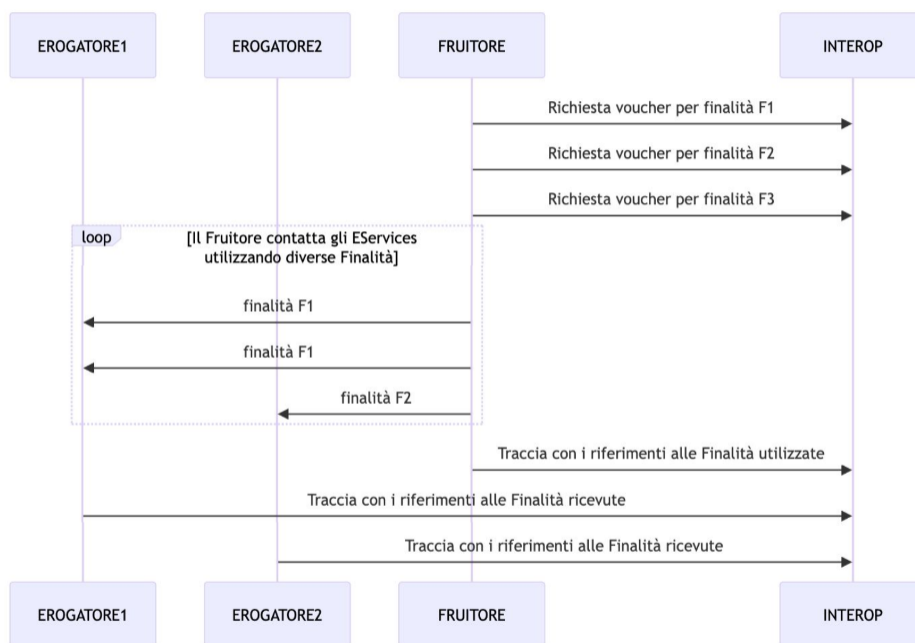 EROGATORE1
EROGATORE2
FRUITORE
INTEROP
Richiesta voucher per finalità F1
Richiesta voucher per finalità F2
Richiesta voucher per finalità F3
loop
[Il Fruitore contatta gli EServices
utilizzando diverse Finalità]
finalità F1
finalità F1
finalità F2
Traccia con i riferimenti alle Finalità utilizzate
Traccia con i riferimenti alle Finalità ricevute
Traccia con i riferimenti alle Finalità ricevute
EROGATORE1
EROGATORE2
FRUITORE
INTEROP